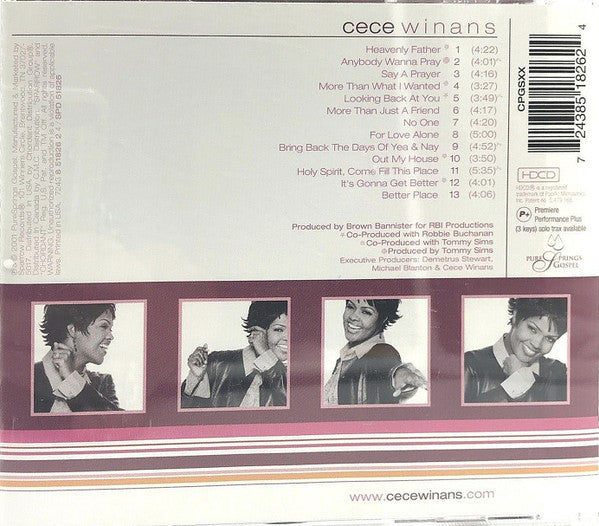 cece winans
Heavenly Father 1 (4:22)
Anybody Wanna Pray 2 (4:01)
Say A Prayer 3 (4:16)
More Than What I Wanted 4 (3:27)
Looking Back At You 5 (3:49)
More Than Just A Friend 6 (4:41)
No One 7 (4:40)
For Love Alone 8 (5:00)
Bring Back The Days Of Yea & Nay 9 (4:52)
Out My House 10 (3:50)
Holy Spirit, Come Fill This Place 11 (5:35)
It's Gonna Get Better 12 (4:01)
Better Place 13 (4:06)
Produced by Brown Bannister for RBI Productions
Co-Produced with Robbie Buchanan
Co-Produced with Tommy Sims
Produced by Tommy Sims
Executive Producers: Demetrus Stewart,
Michael Blanton & Cece Winans
CPGSXX
7 24385 18262 4
HDCD
P+ Premiere
Performance Plus
(3 keys) solo trax available
PURE SPRINGS
GOSPEL
www.cecewinans.com